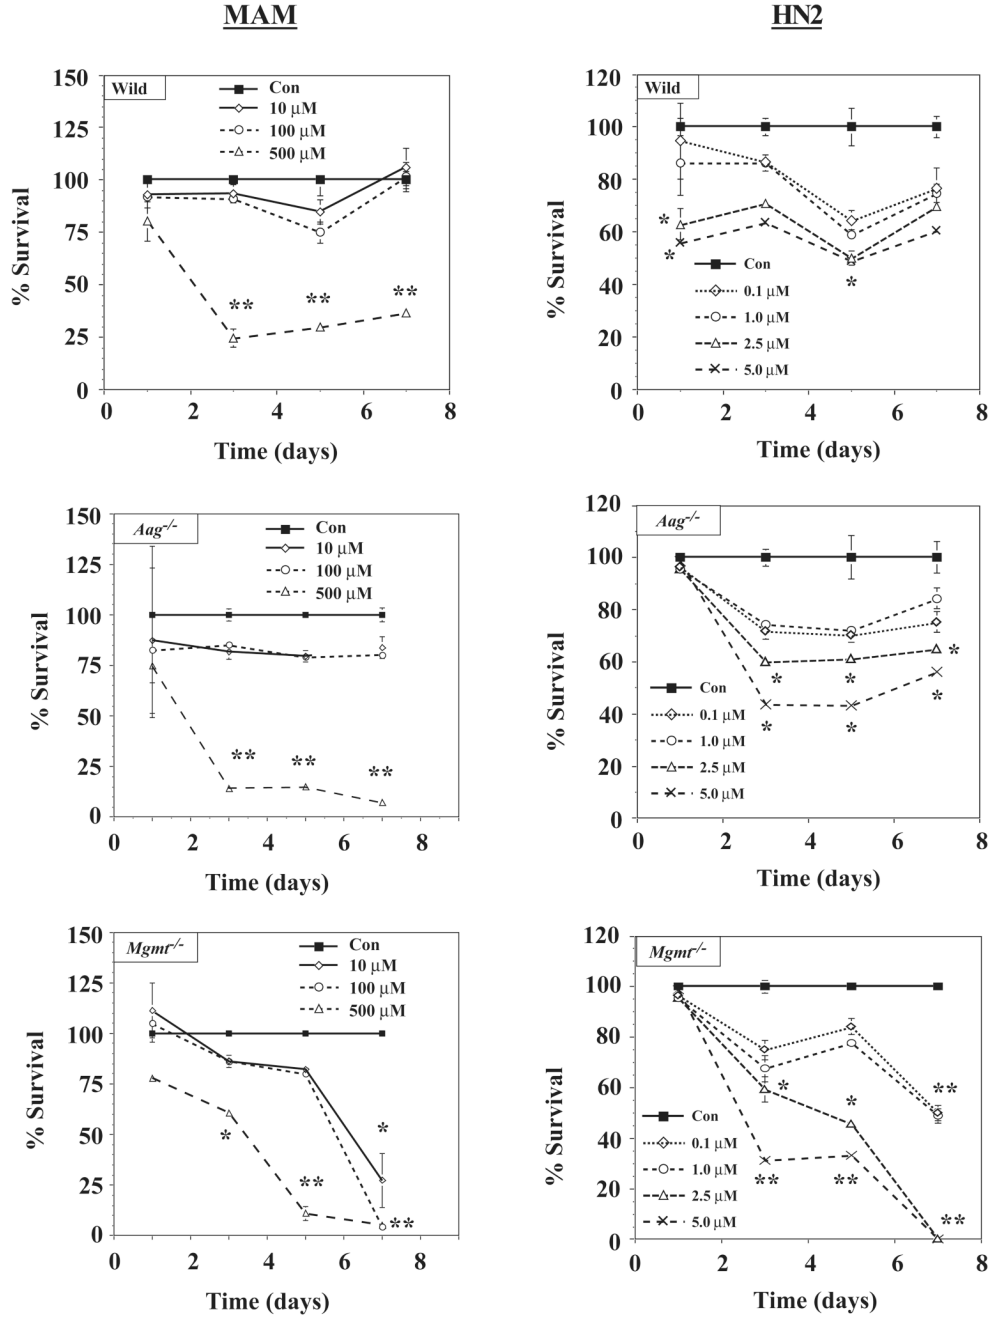 MAM
HN2
Wild
Con
10 µM
100 µM
500 µM
150
125
100
75
50
25
0
% Survival
**
**
**
0 2 4 6 8
Time (days)
Wild
120
100
80
60
40
20
0
% Survival
*
*
*
Con
0.1 µM
1.0 µM
2.5 µM
5.0 µM
0 2 4 6 8
Time (days)
Aag-/-
Con
10 µM
100 µM
500 µM
150
125
100
75
50
25
0
% Survival
**
**
**
0 2 4 6 8
Time (days)
Aag-/-
120
100
80
60
40
20
0
% Survival
*
*
*
*
*
*
Con
0.1 µM
1.0 µM
2.5 µM
5.0 µM
0 2 4 6 8
Time (days)
Mgmt-/-
Con
10 µM
100 µM
500 µM
150
125
100
75
50
25
0
% Survival
*
*
**
**
0 2 4 6 8
Time (days)
Mgmt-/-
120
100
80
60
40
20
0
% Survival
*
*
**
**
**
**
Con
0.1 µM
1.0 µM
2.5 µM
5.0 µM
0 2 4 6 8
Time (days)